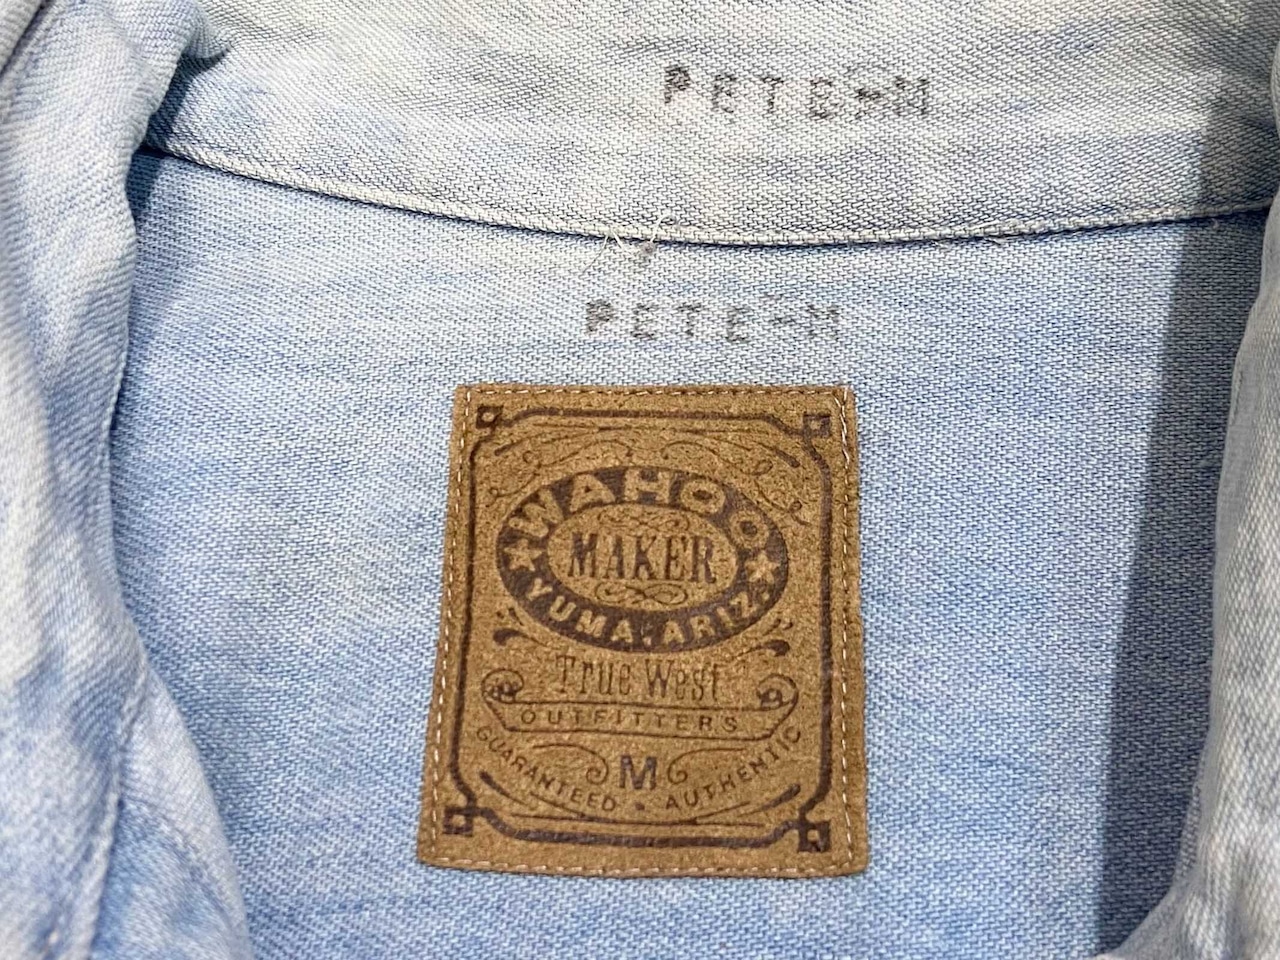 PETE-M
PETE-M
WAHOO
MAKER
YUMA. ARIZ.
True West
OUTFITTERS
M
GUARANTEED • AUTHENTIC